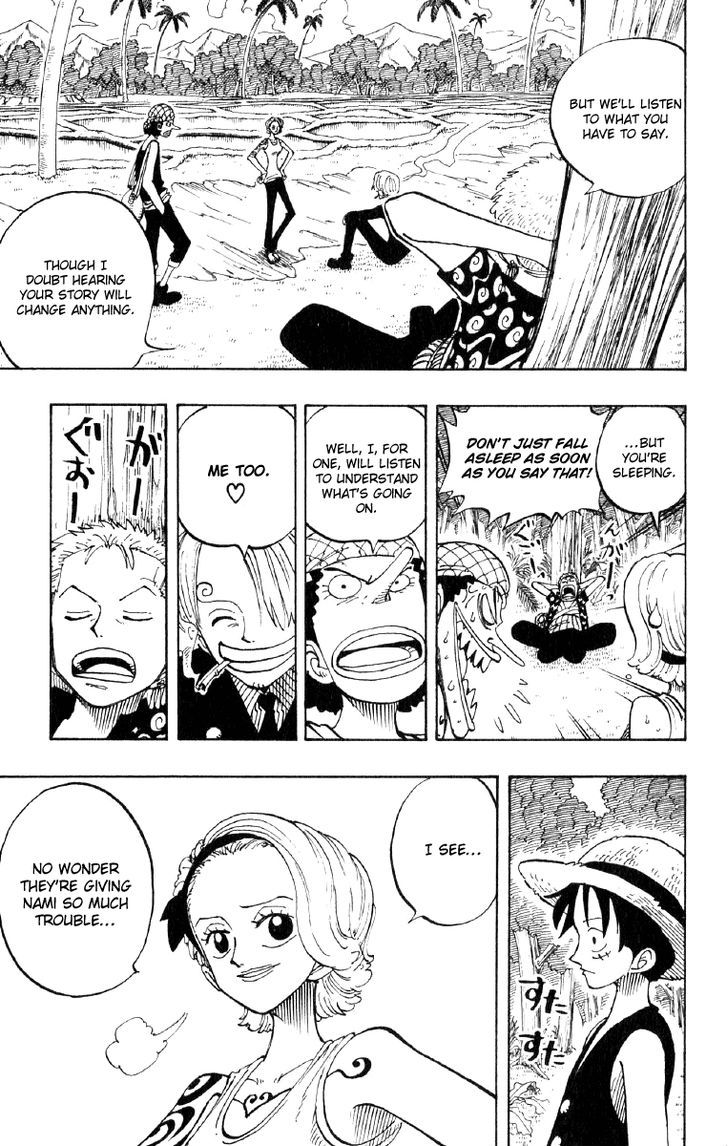 BUT WE'LL LISTEN
TO WHAT YOU
HAVE TO SAY.
THOUGH I
DOUBT HEARING
YOUR STORY WILL
CHANGE ANYTHING.
...BUT
YOU'RE
SLEEPING.
DON'T JUST FALL
ASLEEP AS SOON
AS YOU SAY THAT!
んがー
WELL, I, FOR
ONE, WILL LISTEN
TO UNDERSTAND
WHAT'S GOING
ON.
ME TOO.
♡
がー
ぐおー
すた
すた
I SEE...
NO WONDER
THEY'RE GIVING
NAMI SO MUCH
TROUBLE...